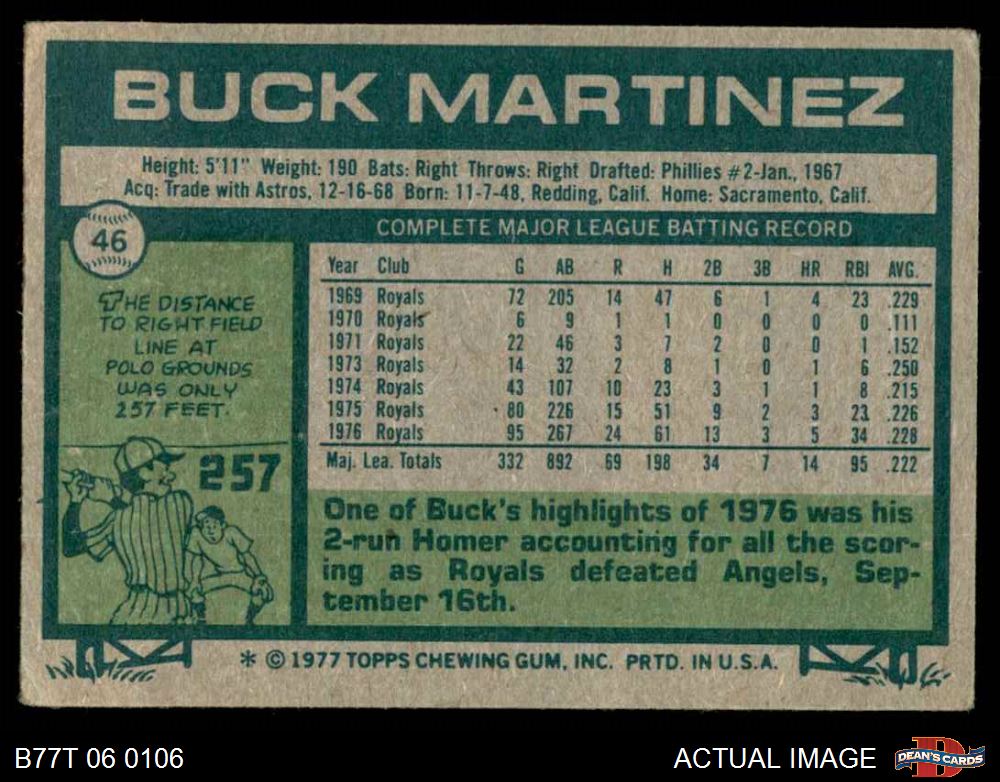 BUCK MARTINEZ
Height: 5'11" Weight: 190 Bats: Right Throws: Right Drafted: Phillies #2-Jan., 1967
Acq: Trade with Astros, 12-16-68 Born: 11-7-48, Redding, Calif. Home: Sacramento, Calif.
46
THE DISTANCE
TO RIGHT FIELD
LINE AT
POLO GROUNDS
WAS ONLY
257 FEET.
257
COMPLETE MAJOR LEAGUE BATTING RECORD
Year Club G AB R H 2B 3B HR RBI AVG.
1969 Royals 72 205 14 47 6 1 4 23 .229
1970 Royals 6 9 1 1 0 0 0 0 .111
1971 Royals 22 46 3 7 2 0 0 1 .152
1973 Royals 14 32 2 8 1 0 1 6 .250
1974 Royals 43 107 10 23 3 1 1 8 .215
1975 Royals 80 226 15 51 9 2 3 23 .226
1976 Royals 95 267 24 61 13 3 5 34 .228
Maj. Lea. Totals 332 892 69 198 34 7 14 95 .222
One of Buck's highlights of 1976 was his
2-run Homer accounting for all the scor-
ing as Royals defeated Angels, Sep-
tember 16th.
* © 1977 TOPPS CHEWING GUM, INC. PRTD. IN U.S.A.
B77T 06 0106
ACTUAL IMAGE
D
DEAN'S CARDS